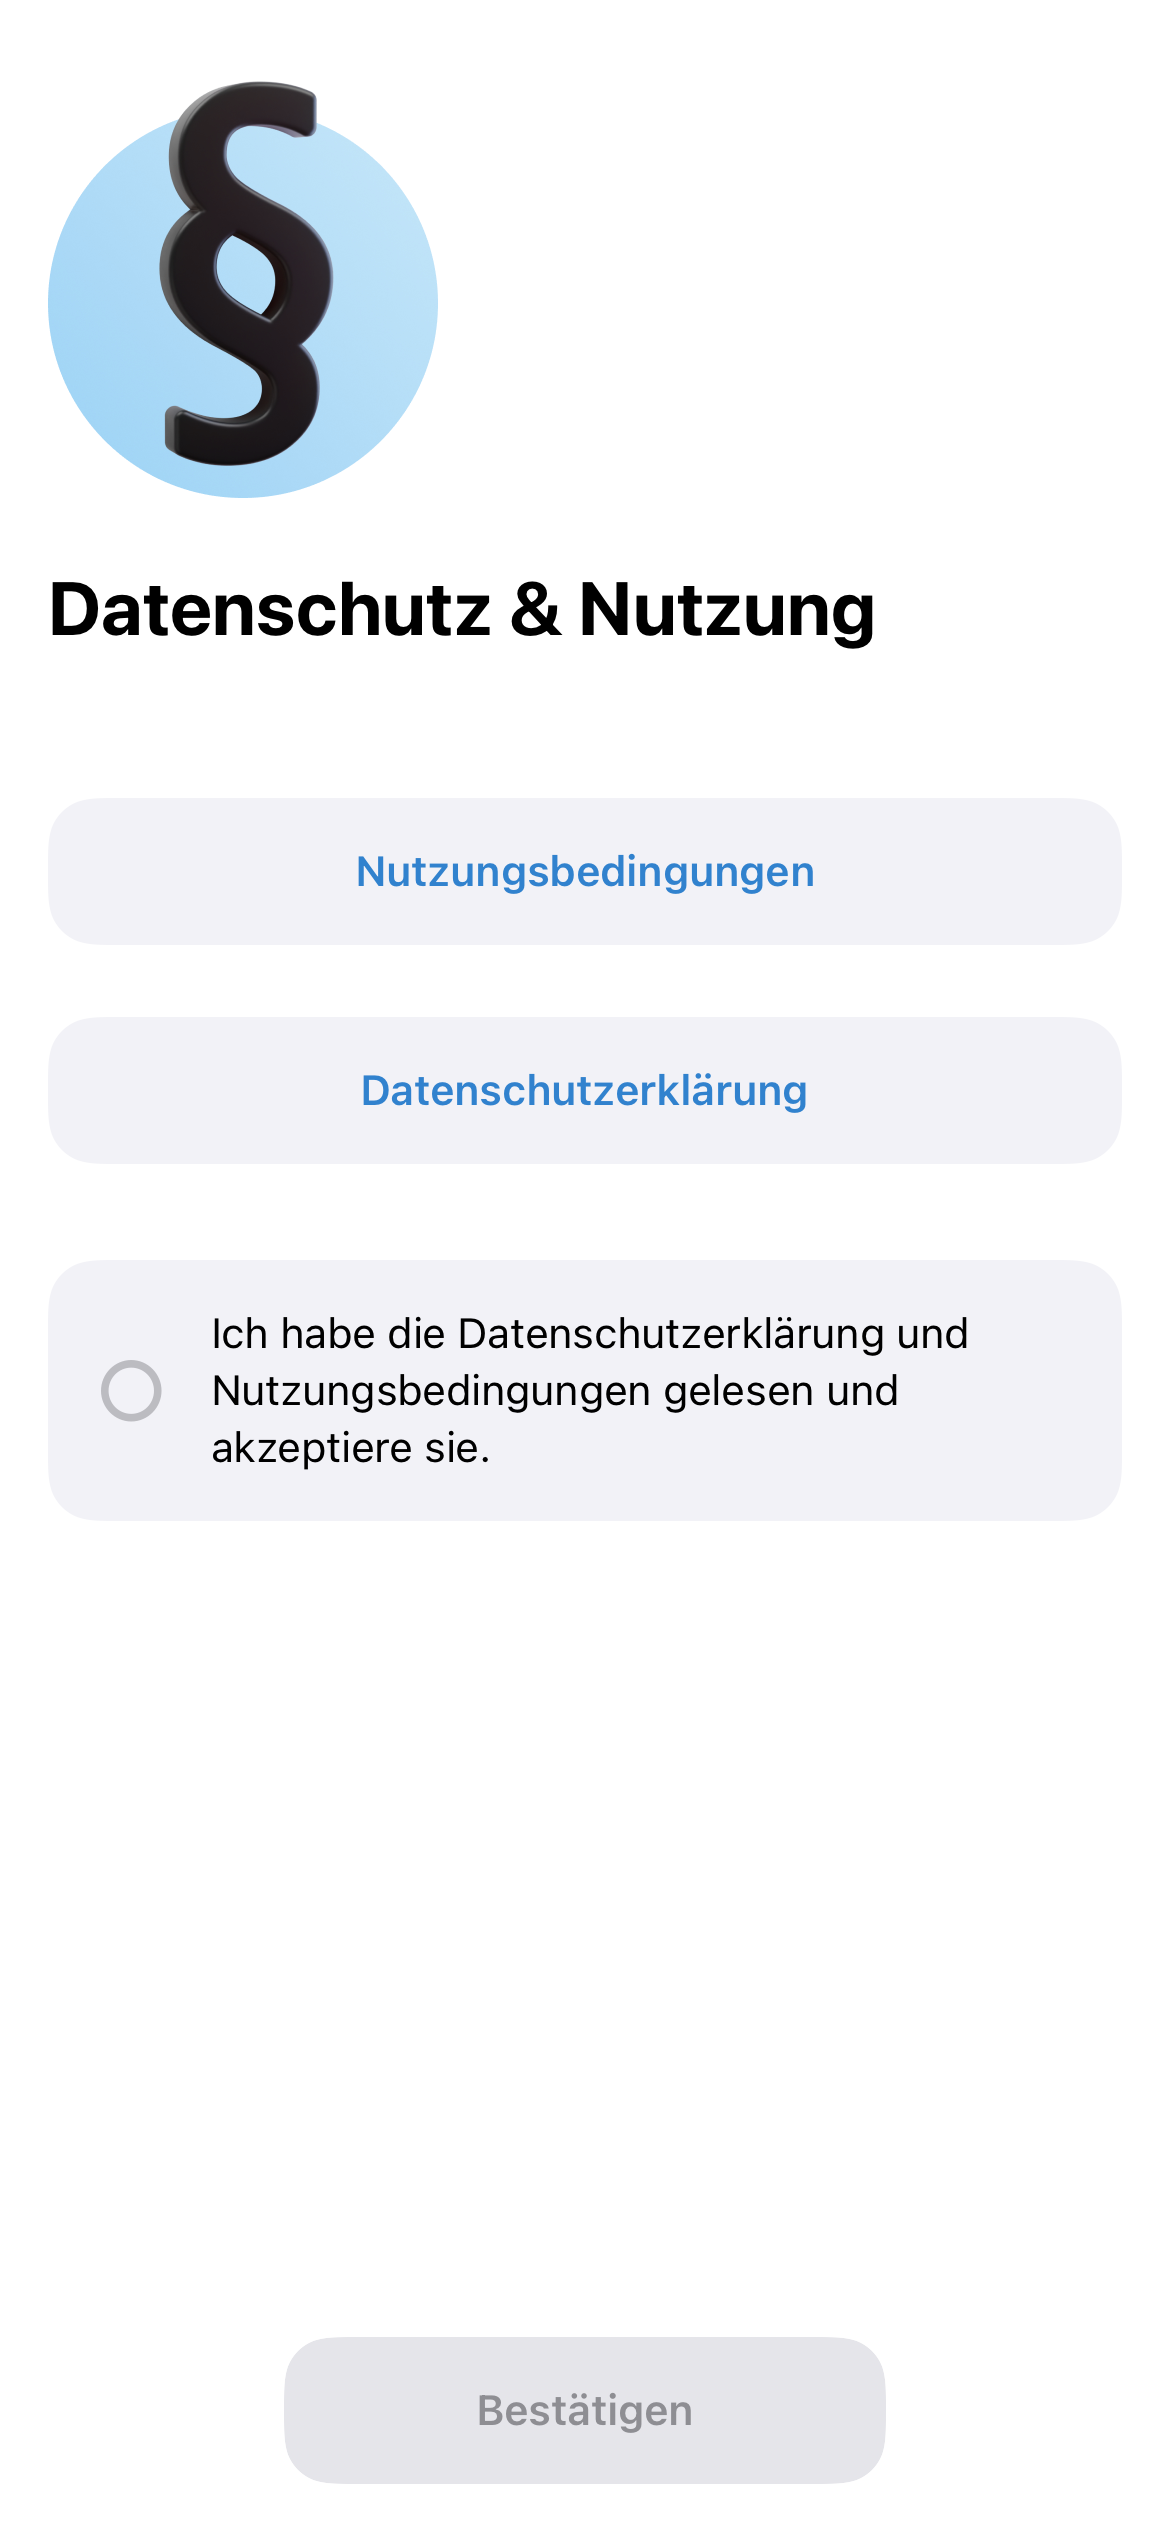 §
Datenschutz & Nutzung
Nutzungsbedingungen
Datenschutzerklärung
Ich habe die Datenschutzerklärung und
Nutzungsbedingungen gelesen und
akzeptiere sie.
Bestätigen